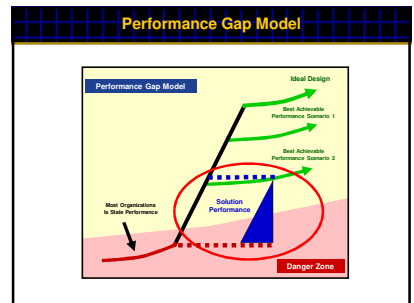 Performance Gap Model
Performance Gap Model
Ideal Design
Best Achievable
Performance Scenario 1
Best Achievable
Performance Scenario 2
Most Organizations
Is State Performance
Solution
Performance
Danger Zone